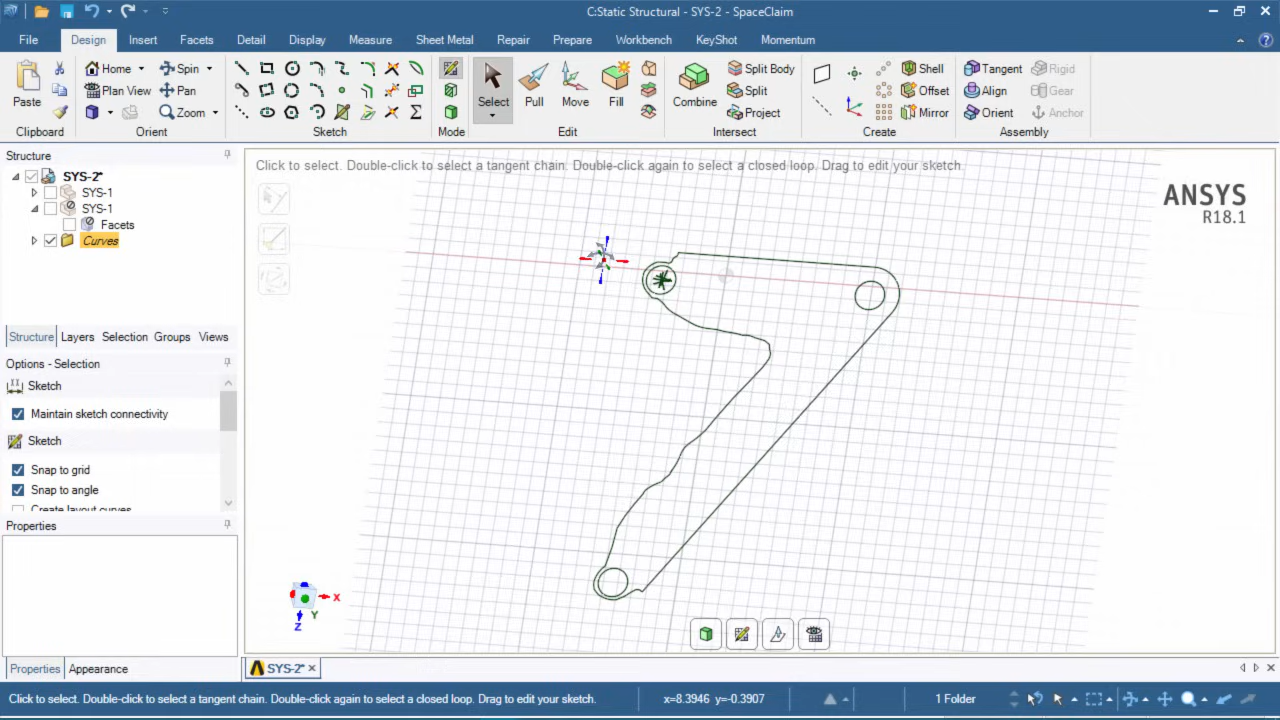 C:Static Structural - SYS-2 - SpaceClaim
File Design Insert Facets Detail Display Measure Sheet Metal Repair Prepare Workbench KeyShot Momentum
Paste
Clipboard
Home
Plan View
Spin
Pan
Zoom
Orient
Sketch
Mode
Select
Pull
Move
Fill
Edit
Combine
Split Body
Split
Project
Intersect
Shell
Offset
Mirror
Create
Tangent
Align
Orient
Rigid
Gear
Anchor
Assembly
Structure
SYS-2*
SYS-1
SYS-1
Facets
Curves
Structure Layers Selection Groups Views
Options - Selection
Sketch
Maintain sketch connectivity
Sketch
Snap to grid
Snap to angle
Create layout curves
Properties
Properties Appearance
Click to select. Double-click to select a tangent chain. Double-click again to select a closed loop. Drag to edit your sketch.
ANSYS
R18.1
X
Y
Z
SYS-2*
Click to select. Double-click to select a tangent chain. Double-click again to select a closed loop. Drag to edit your sketch.
x=8.3946 y=-0.3907
1 Folder